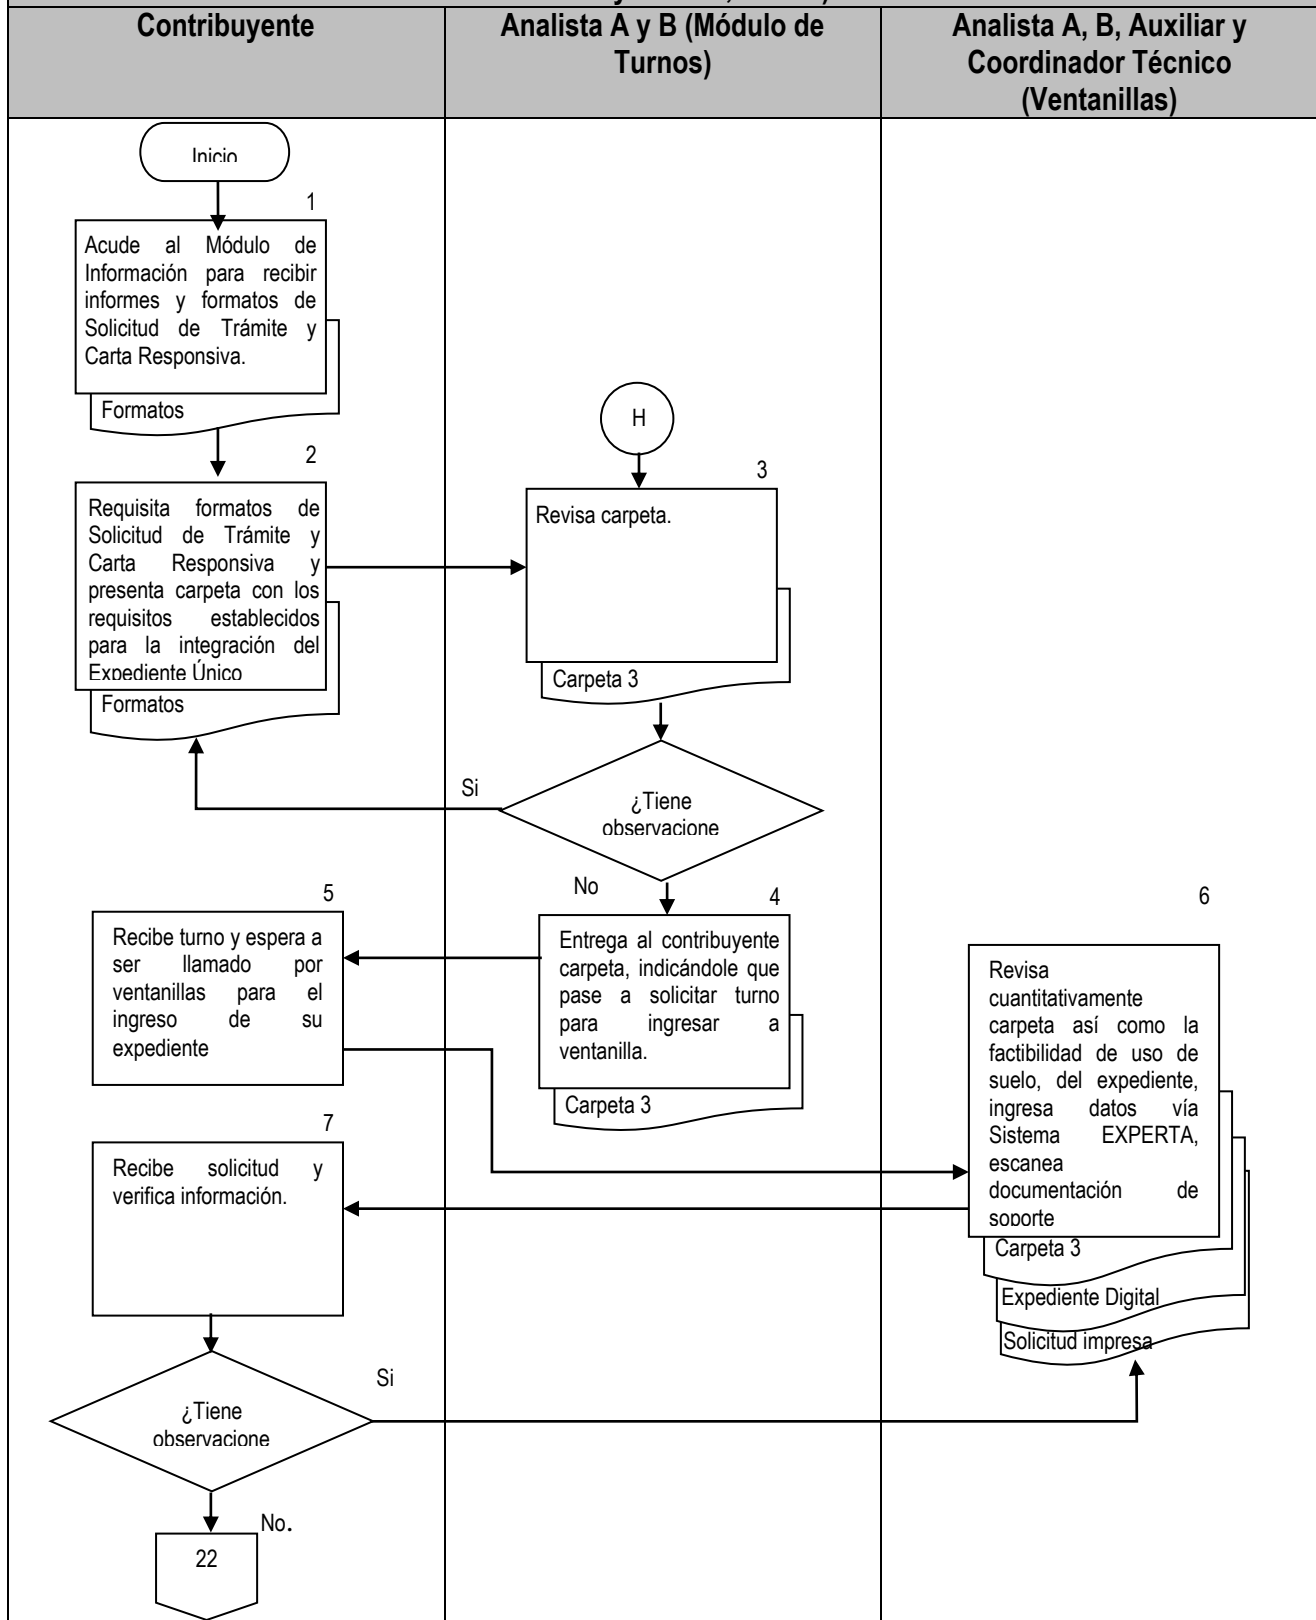 Contribuyente
Analista A y B (Módulo de
Turnos)
Analista A, B, Auxiliar y
Coordinador Técnico
(Ventanillas)
Inicio
1
Acude al Módulo de
Información para recibir
informes y formatos de
Solicitud de Trámite y
Carta Responsiva.
Formatos
2
Requisita formatos de
Solicitud de Trámite y
Carta Responsiva y
presenta carpeta con los
requisitos establecidos
para la integración del
Expediente Único
Formatos
H
3
Revisa carpeta.
Carpeta 3
¿Tiene
observacione
Si
No
4
Entrega al contribuyente
carpeta, indicándole que
pase a solicitar turno
para ingresar a
ventanilla.
Carpeta 3
5
Recibe turno y espera a
ser llamado por
ventanillas para el
ingreso de su
expediente
6
Revisa
cuantitativamente
carpeta así como la
factibilidad de uso de
suelo, del expediente,
ingresa datos vía
Sistema EXPERTA,
escanea
documentación de
soporte
Carpeta 3
Expediente Digital
Solicitud impresa
7
Recibe solicitud y
verifica información.
¿Tiene
observacione
Si
No.
22